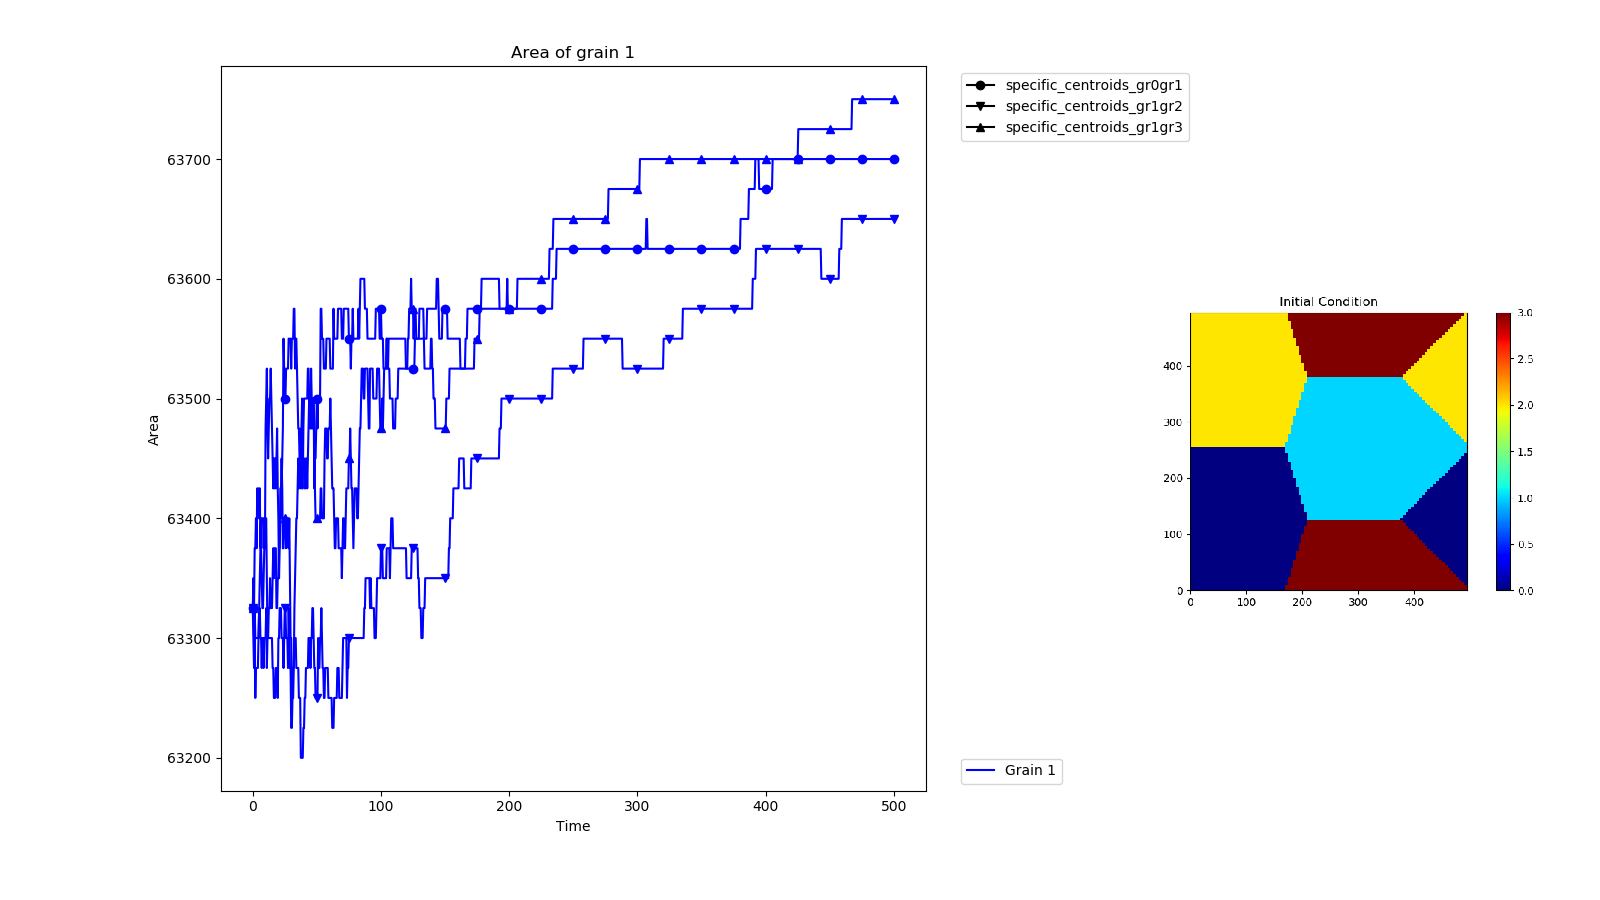 Area of grain 1
specific_centroids_gr0gr1
specific_centroids_gr1gr2
specific_centroids_gr1gr3
63700
63600
63500
63400
63300
63200
Area
0 100 200 300 400 500
Time
Grain 1
Initial Condition
400
300
200
100
0
0 100 200 300 400
3.0
2.5
2.0
1.5
1.0
0.5
0.0